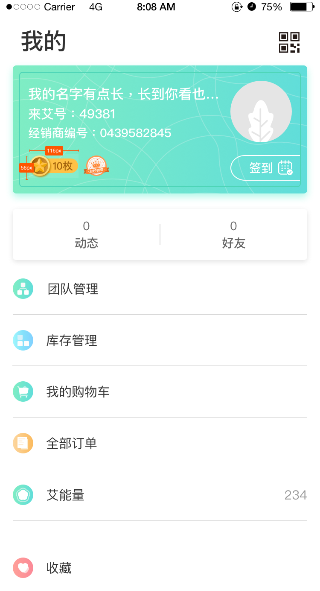 Carrier 4G 8:08 AM 75%
我的
我的名字有点长，长到你看也…
来艾号：49381
经销商编号：0439582845
10枚
签到
0 0
动态 好友
团队管理
库存管理
我的购物车
全部订单
艾能量 234
收藏